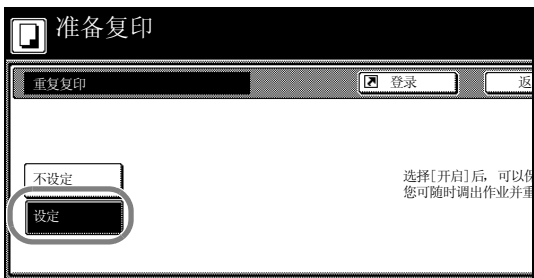 准备复印
重复复印
登录
返
不设定
选择[开启]后, 可以保
您可随时调出作业并重
设定